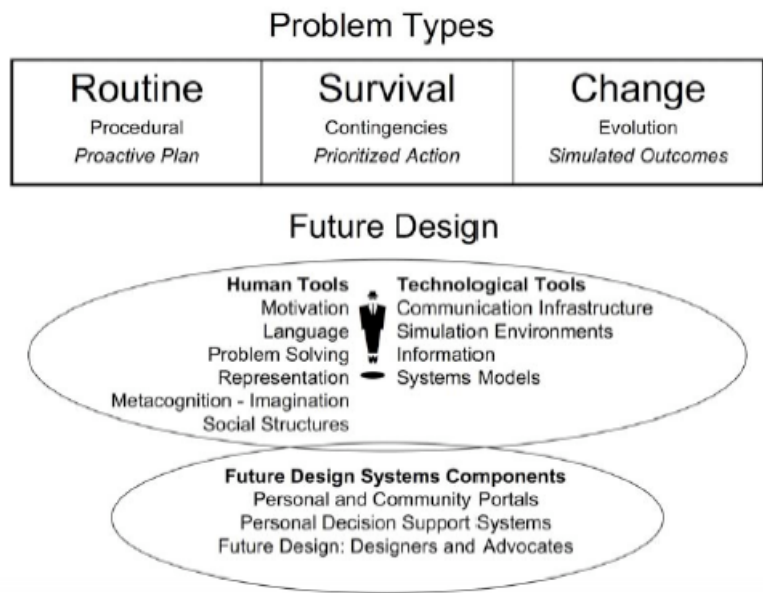 Problem Types
Routine
Procedural
Proactive Plan
Survival
Contingencies
Prioritized Action
Change
Evolution
Simulated Outcomes
Future Design
Human Tools
Motivation
Language
Problem Solving
Representation
Metacognition - Imagination
Social Structures
Technological Tools
Communication Infrastructure
Simulation Environments
Information
Systems Models
Future Design Systems Components
Personal and Community Portals
Personal Decision Support Systems
Future Design: Designers and Advocates